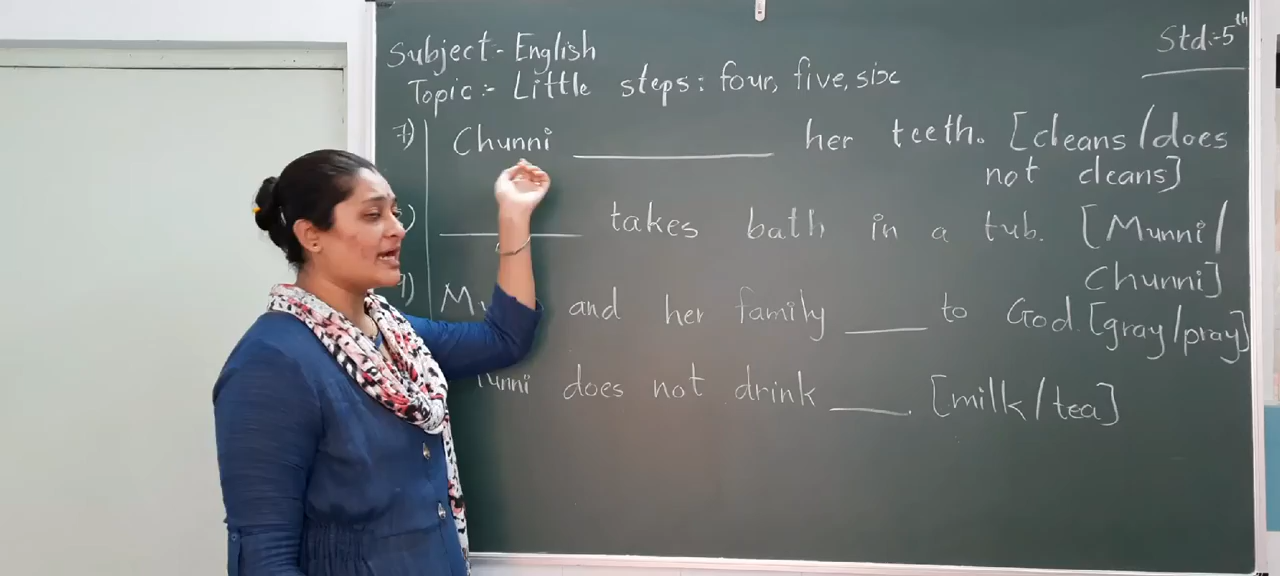 Subject:- English
Std:-5th
Topic:- Little steps: four, five, six
7) Chunni ________ her teeth. [cleans/does
not cleans]
) ________ takes bath in a tub. [Munni/
Chunni]
) and her family ____ to God. [gray/pray]
does not drink ____. [milk/tea]